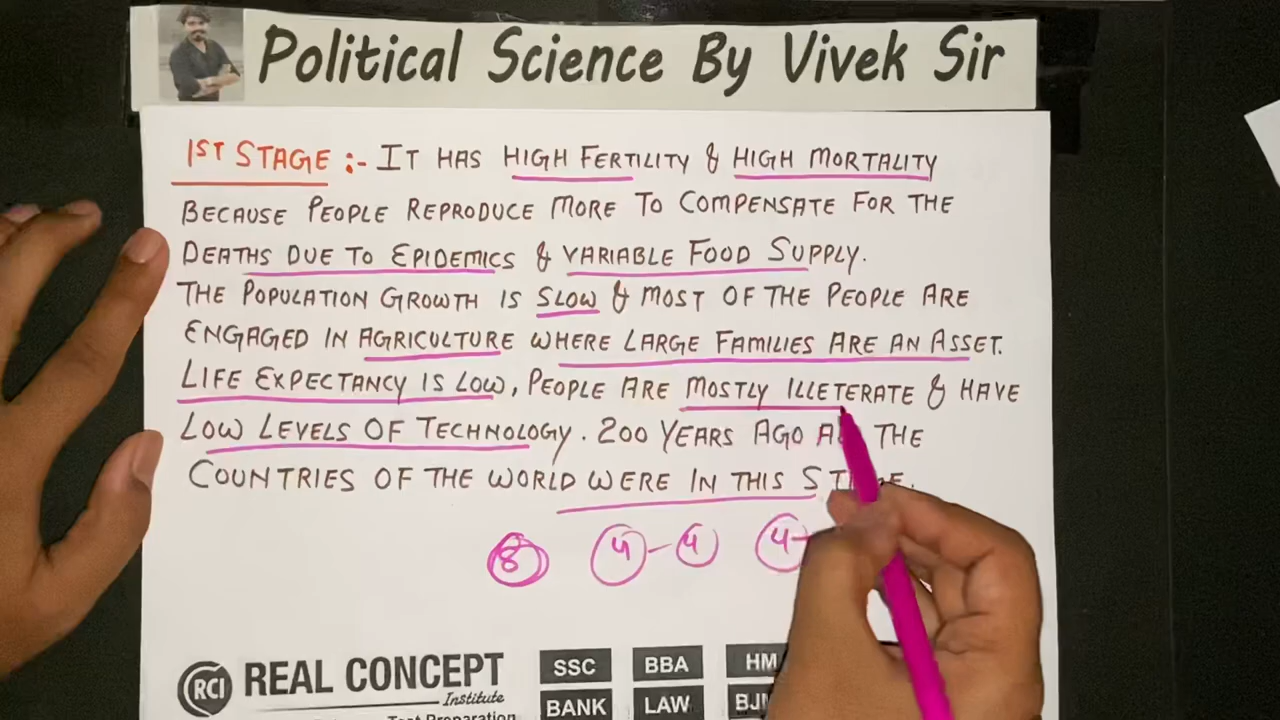 Political Science By Vivek Sir
1ST STAGE :- IT HAS HIGH FERTILITY & HIGH MORTALITY
BECAUSE PEOPLE REPRODUCE MORE TO COMPENSATE FOR THE
DEATHS DUE TO EPIDEMICS & VARIABLE FOOD SUPPLY.
THE POPULATION GROWTH IS SLOW & MOST OF THE PEOPLE ARE
ENGAGED IN AGRICULTURE WHERE LARGE FAMILIES ARE AN ASSET.
LIFE EXPECTANCY IS LOW, PEOPLE ARE MOSTLY ILLETERATE & HAVE
LOW LEVELS OF TECHNOLOGY. 200 YEARS AGO THE
COUNTRIES OF THE WORLD WERE IN THIS
8 4-4 4-
RCI REAL CONCEPT SSC BBA HM
Institute
BANK LAW